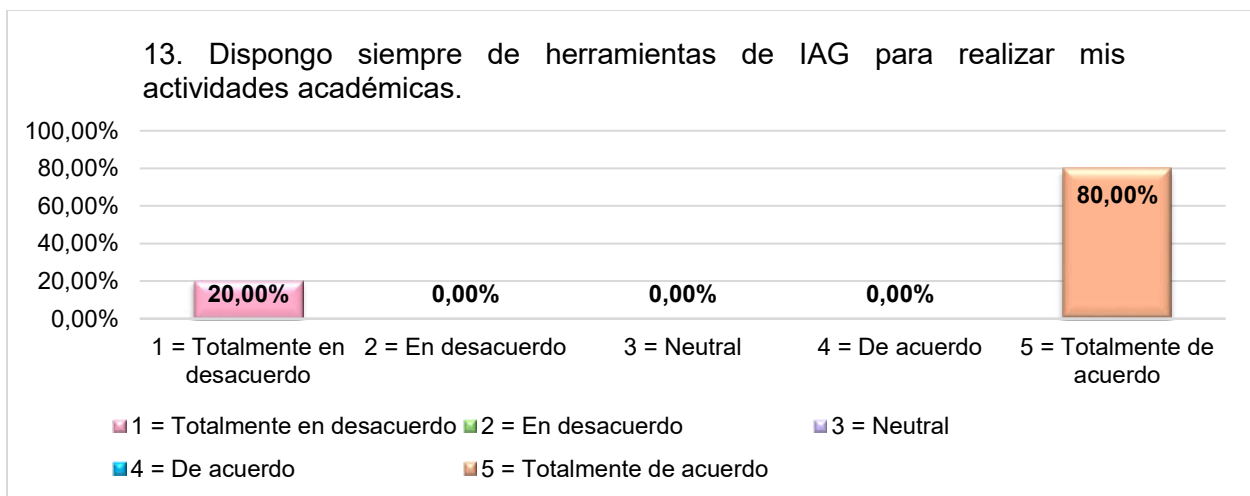 13. Dispongo siempre de herramientas de IAG para realizar mis
actividades académicas.
100,00%
80,00%
60,00%
40,00%
20,00%
0,00%
20,00%
0,00%
0,00%
0,00%
80,00%
1 = Totalmente en
desacuerdo
2 = En desacuerdo
3 = Neutral
4 = De acuerdo
5 = Totalmente de
acuerdo
1 = Totalmente en desacuerdo
2 = En desacuerdo
3 = Neutral
4 = De acuerdo
5 = Totalmente de acuerdo